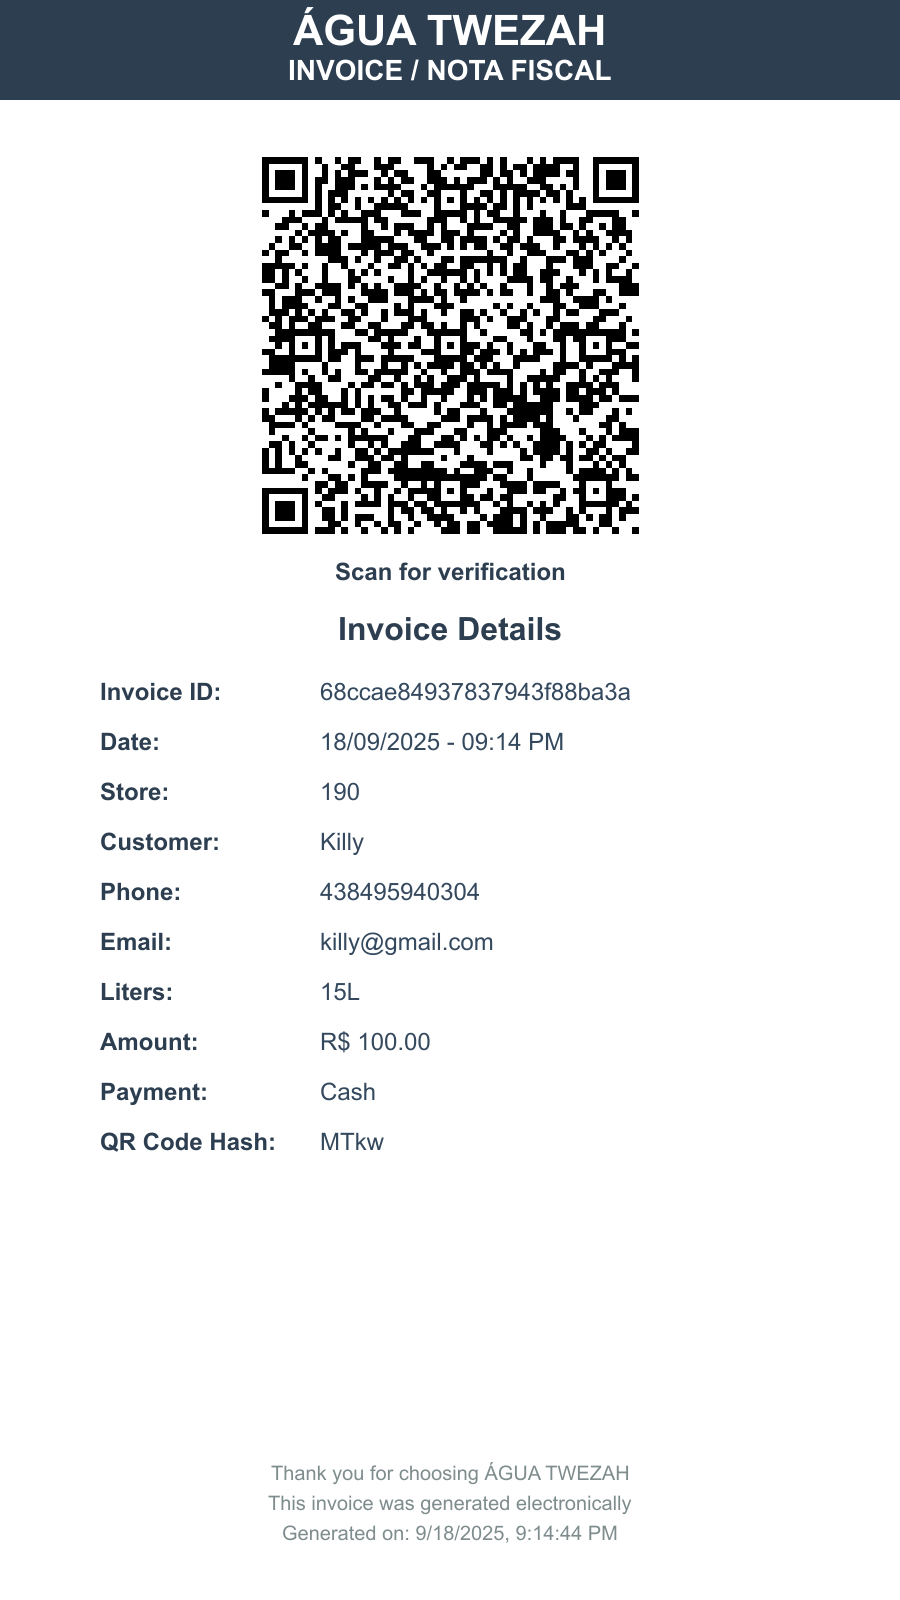 ÁGUA TWEZAH
INVOICE / NOTA FISCAL
Scan for verification
Invoice Details
Invoice ID: 68ccae84937837943f88ba3a
Date: 18/09/2025 - 09:14 PM
Store: 190
Customer: Killy
Phone: 438495940304
Email: killy@gmail.com
Liters: 15L
Amount: R$ 100.00
Payment: Cash
QR Code Hash: MTkw
Thank you for choosing ÁGUA TWEZAH
This invoice was generated electronically
Generated on: 9/18/2025, 9:14:44 PM